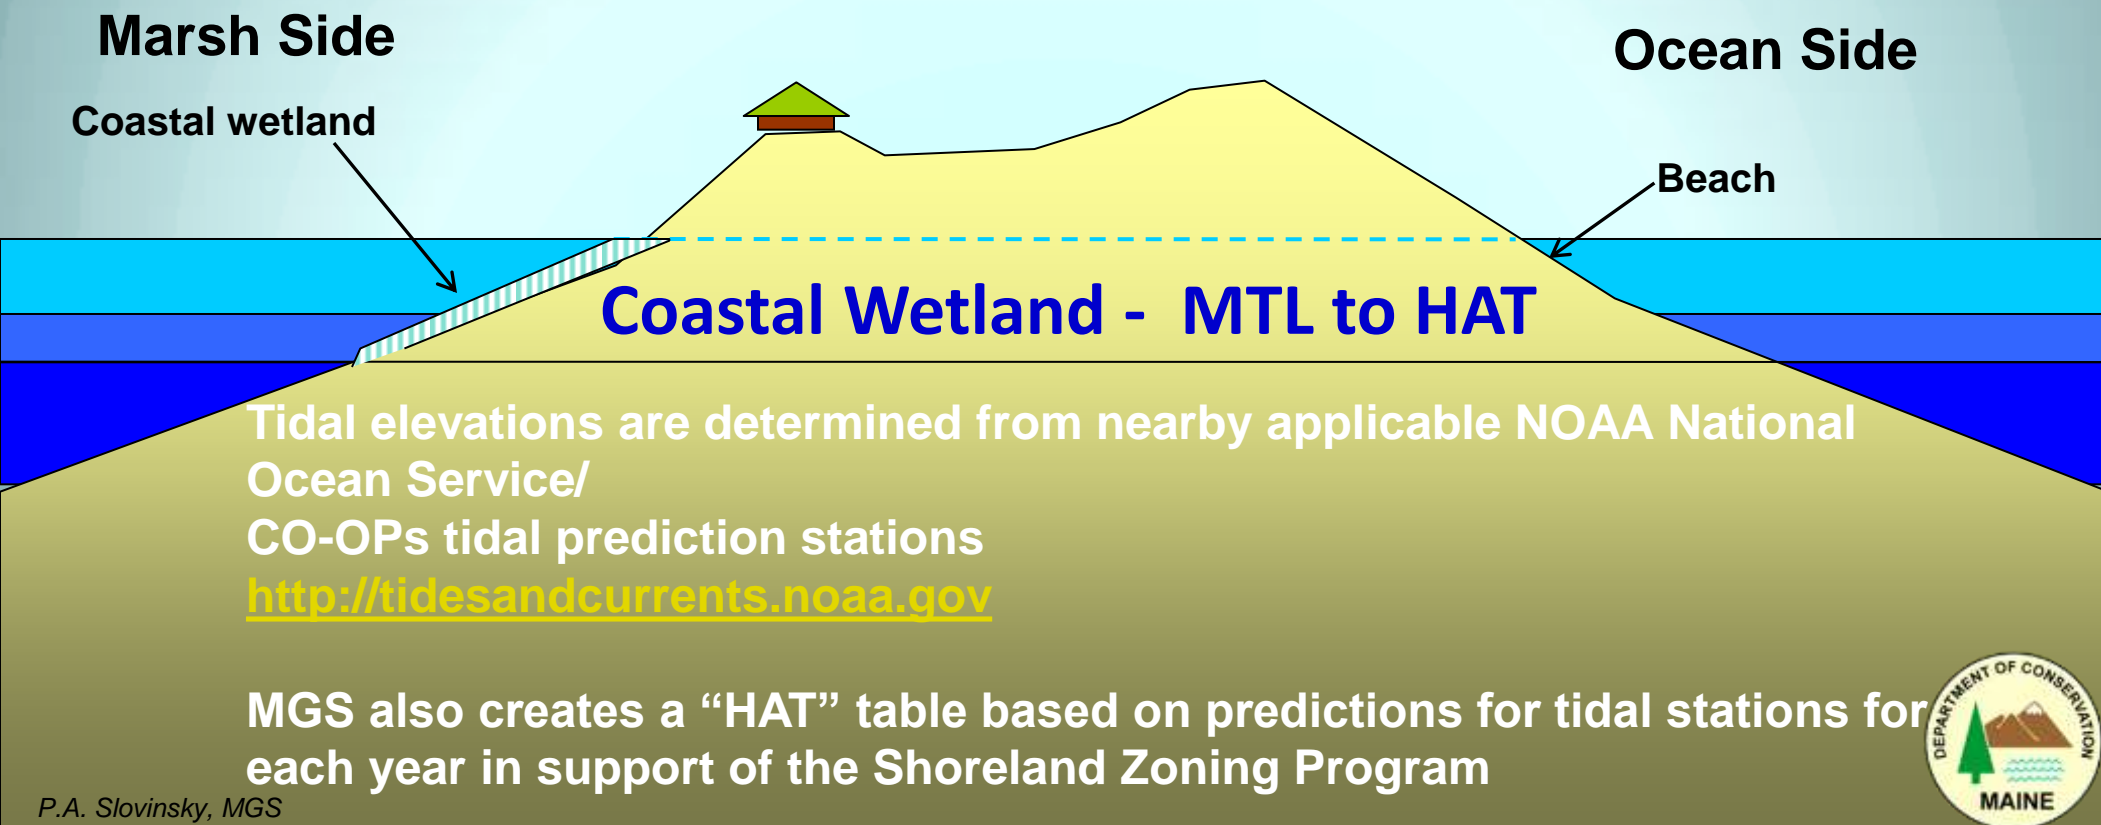 Marsh Side
Ocean Side
Coastal wetland
Beach
Coastal Wetland - MTL to HAT
Tidal elevations are determined from nearby applicable NOAA National
Ocean Service/
CO-OPs tidal prediction stations
http://tidesandcurrents.noaa.gov
MGS also creates a “HAT” table based on predictions for tidal stations for
each year in support of the Shoreland Zoning Program
P.A. Slovinsky, MGS
DEPARTMENT OF CONSERVATION
MAINE